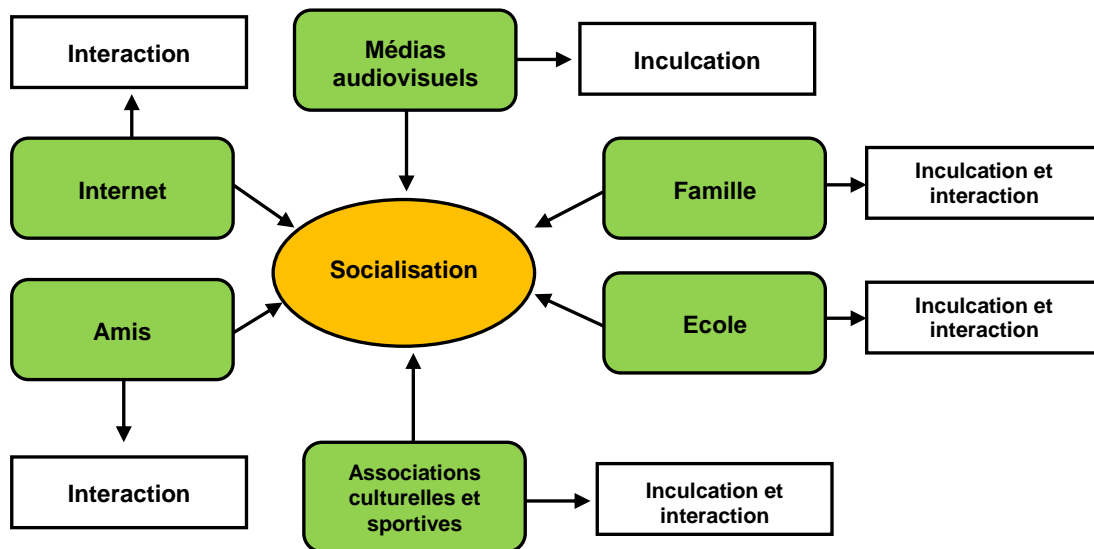 Interaction
Médias
audiovisuels
Inculcation
Internet
Famille
Inculcation et
interaction
Socialisation
Amis
Ecole
Inculcation et
interaction
Interaction
Associations
culturelles et
sportives
Inculcation et
interaction